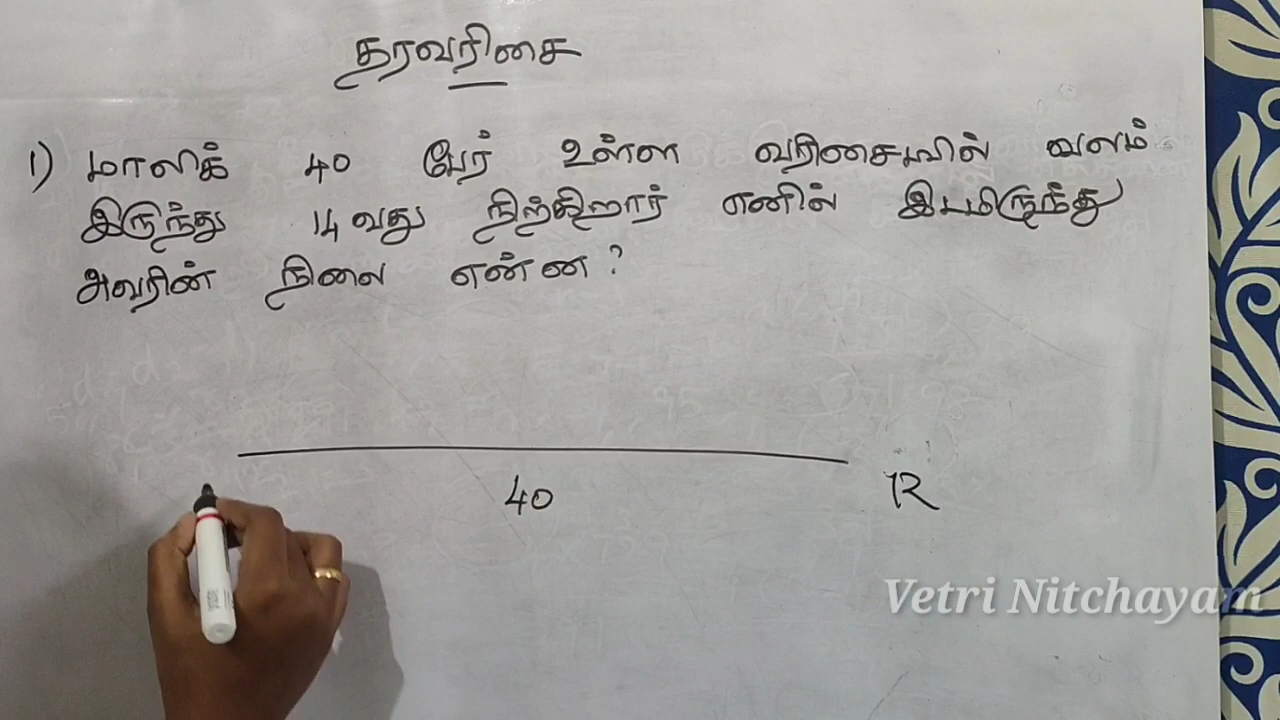 தரவரிசை
1) மாலிக் 40 பேர் உள்ள வரிசையில் வலம்
இருந்து 14 வது நிற்கிறார் எனில் இடமிருந்து
அவரின் நிலை என்ன?
40 R
Vetri Nitchayam